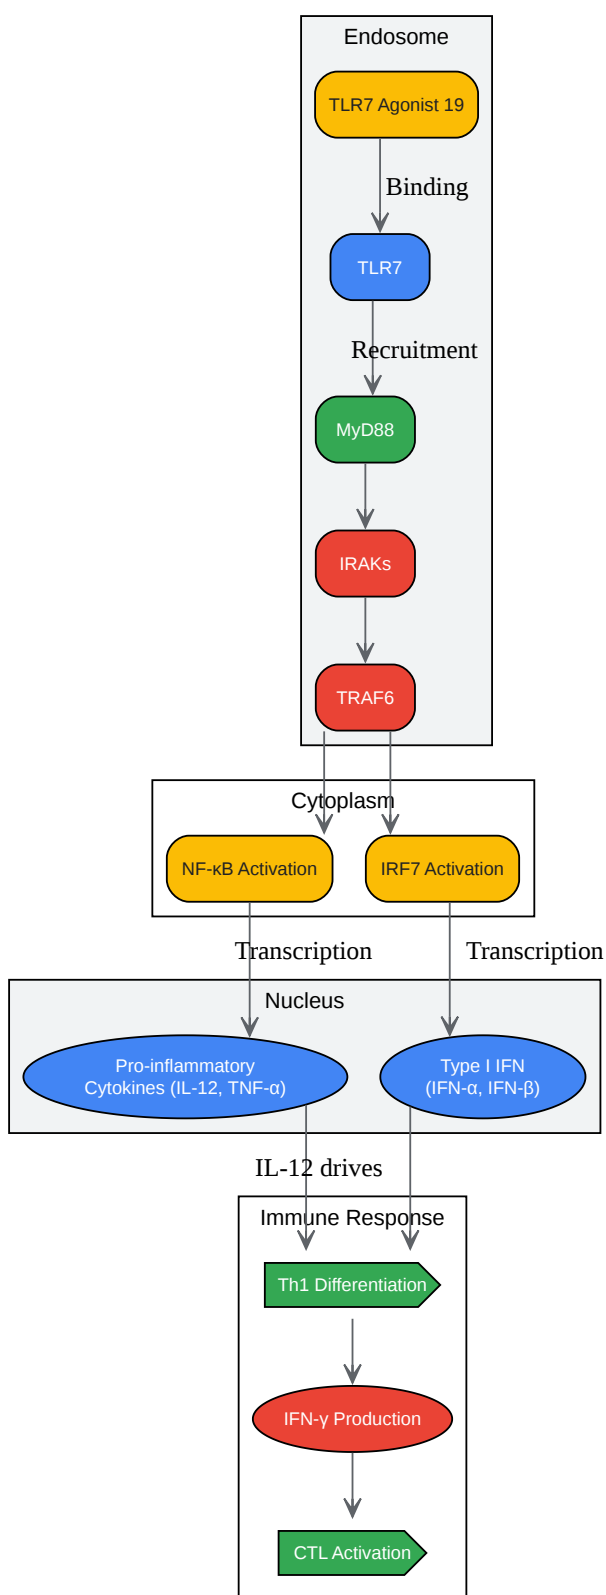 Endosome
TLR7 Agonist 19
Binding
TLR7
Recruitment
MyD88
IRAKs
TRAF6
Cytoplasm
NF-κB Activation
IRF7 Activation
Transcription
Transcription
Nucleus
Pro-inflammatory
Cytokines (IL-12, TNF-α)
Type I IFN
(IFN-α, IFN-β)
IL-12 drives
Immune Response
Th1 Differentiation
IFN-γ Production
CTL Activation